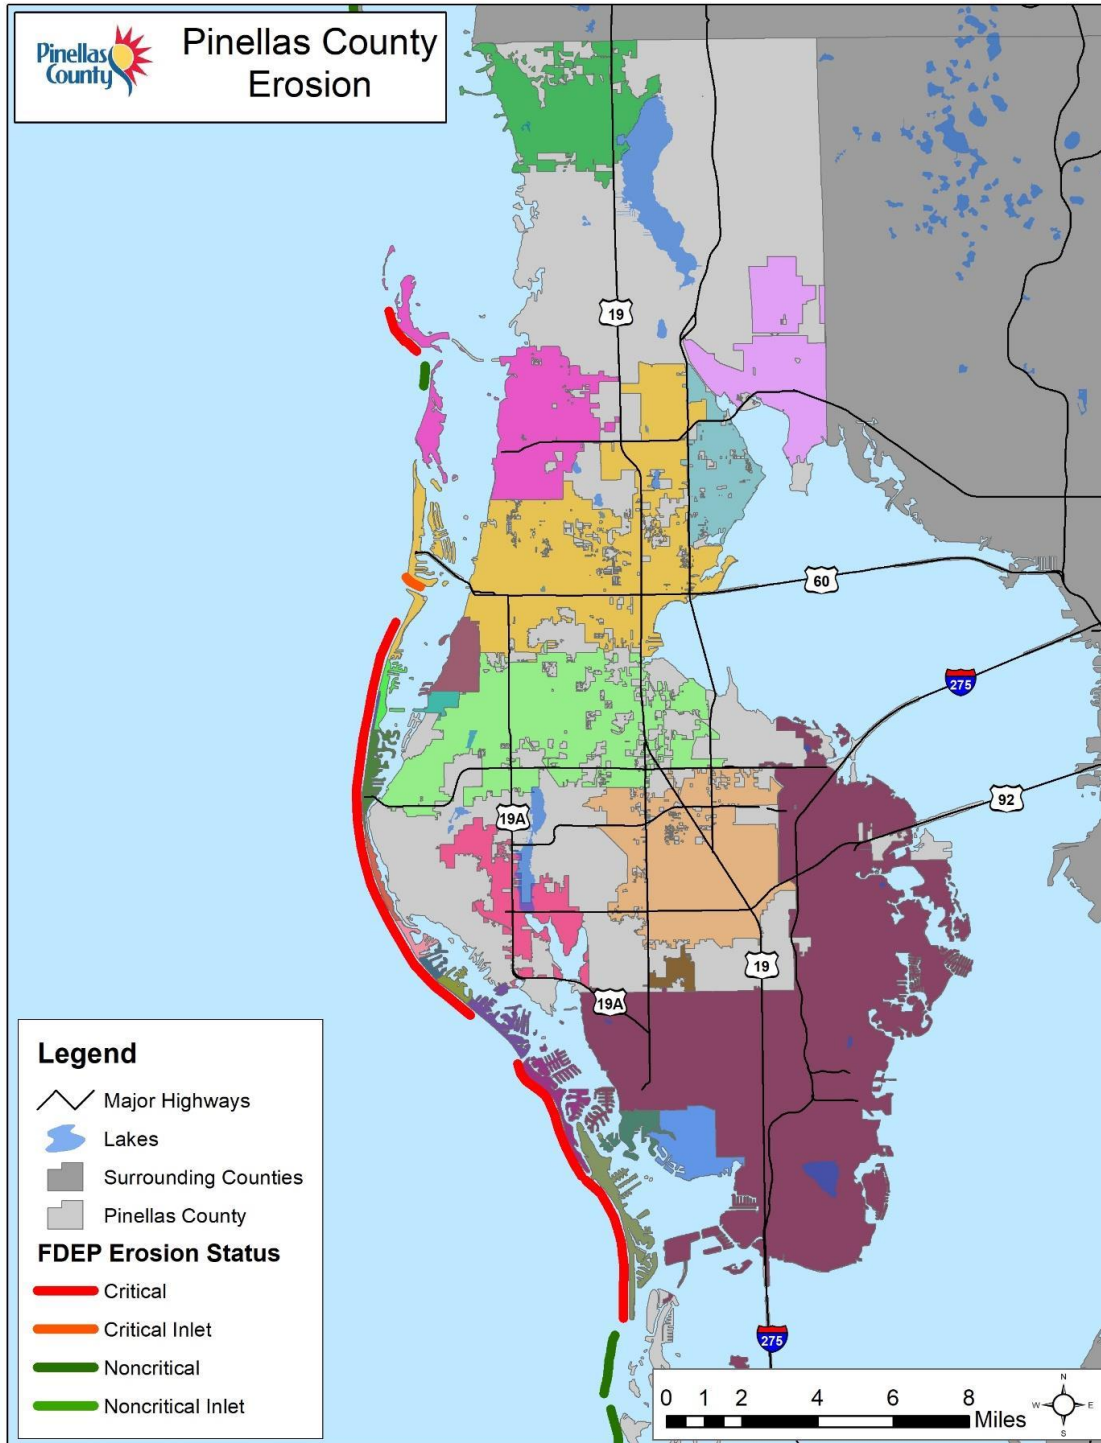 Pinellas
County
Pinellas County
Erosion
19
60
275
19A
92
19
19A
275
Legend
Major Highways
Lakes
Surrounding Counties
Pinellas County
FDEP Erosion Status
Critical
Critical Inlet
Noncritical
Noncritical Inlet
0 1 2 4 6 8
Miles
N
W E
S